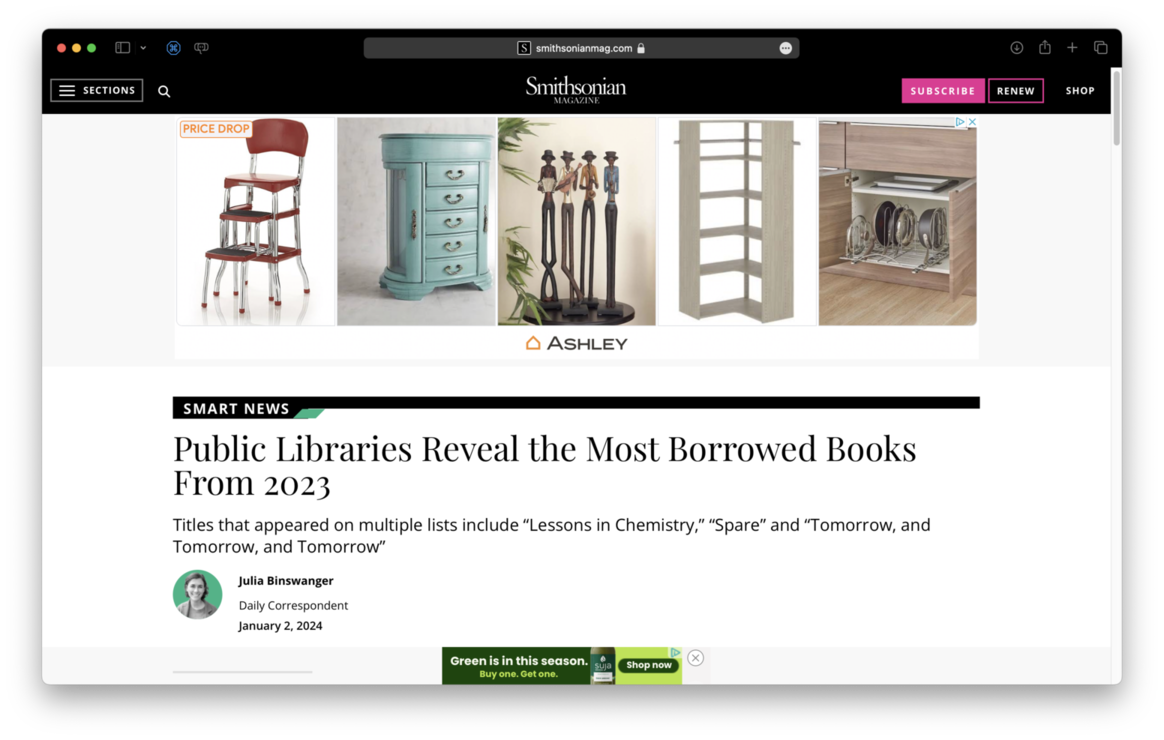 smithsonianmag.com
SECTIONS
Smithsonian
MAGAZINE
SUBSCRIBE
RENEW
SHOP
PRICE DROP
ASHLEY
SMART NEWS
Public Libraries Reveal the Most Borrowed Books
From 2023
Titles that appeared on multiple lists include “Lessons in Chemistry,” “Spare” and “Tomorrow, and
Tomorrow, and Tomorrow”
Julia Binswanger
Daily Correspondent
January 2, 2024
Green is in this season.
Buy one. Get one.
suja
Shop now